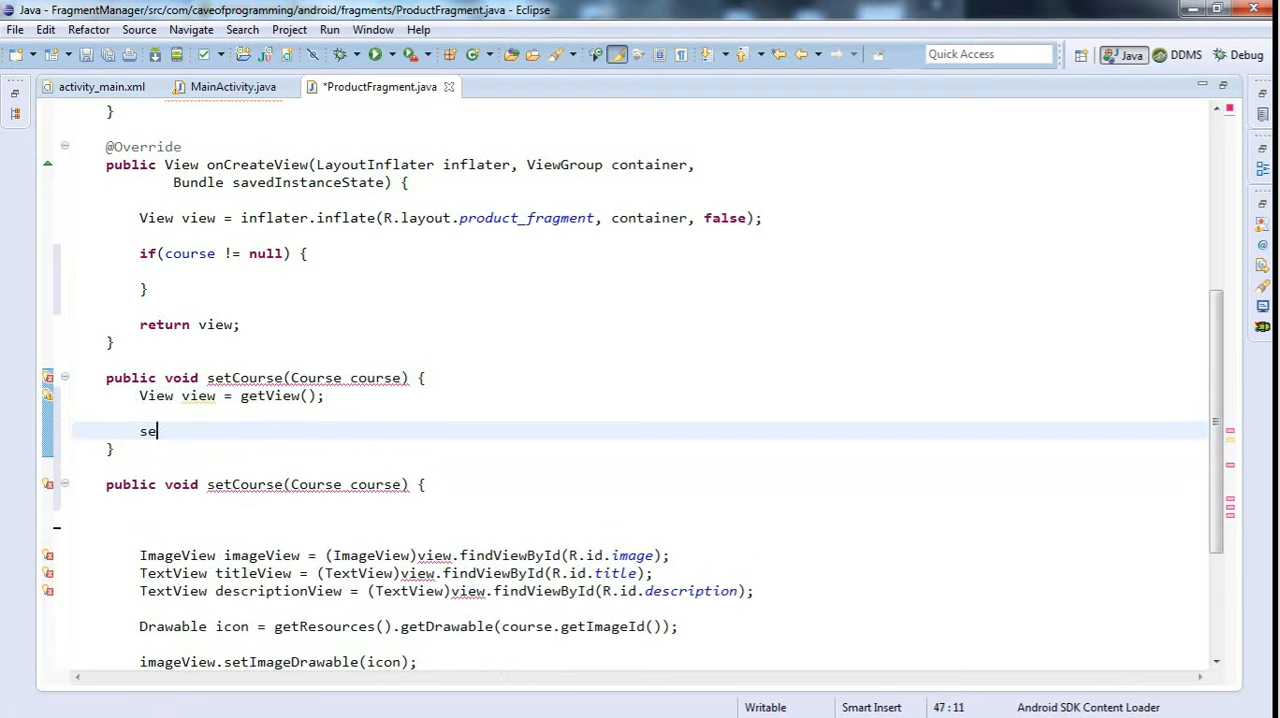 Java - FragmentManager/src/com/caveofprogramming/android/fragments/ProductFragment.java - Eclipse
File Edit Refactor Source Navigate Search Project Run Window Help
Quick Access Java DDMS Debug
activity_main.xml MainActivity.java *ProductFragment.java
}
@Override
public View onCreateView(LayoutInflater inflater, ViewGroup container,
Bundle savedInstanceState) {
View view = inflater.inflate(R.layout.product_fragment, container, false);
if(course != null) {
}
return view;
}
public void setCourse(Course course) {
View view = getView();
se
}
public void setCourse(Course course) {
ImageView imageView = (ImageView)view.findViewById(R.id.image);
TextView titleView = (TextView)view.findViewById(R.id.title);
TextView descriptionView = (TextView)view.findViewById(R.id.description);
Drawable icon = getResources().getDrawable(course.getImageId());
imageView.setImageDrawable(icon);
Writable Smart Insert 47 : 11 Android SDK Content Loader